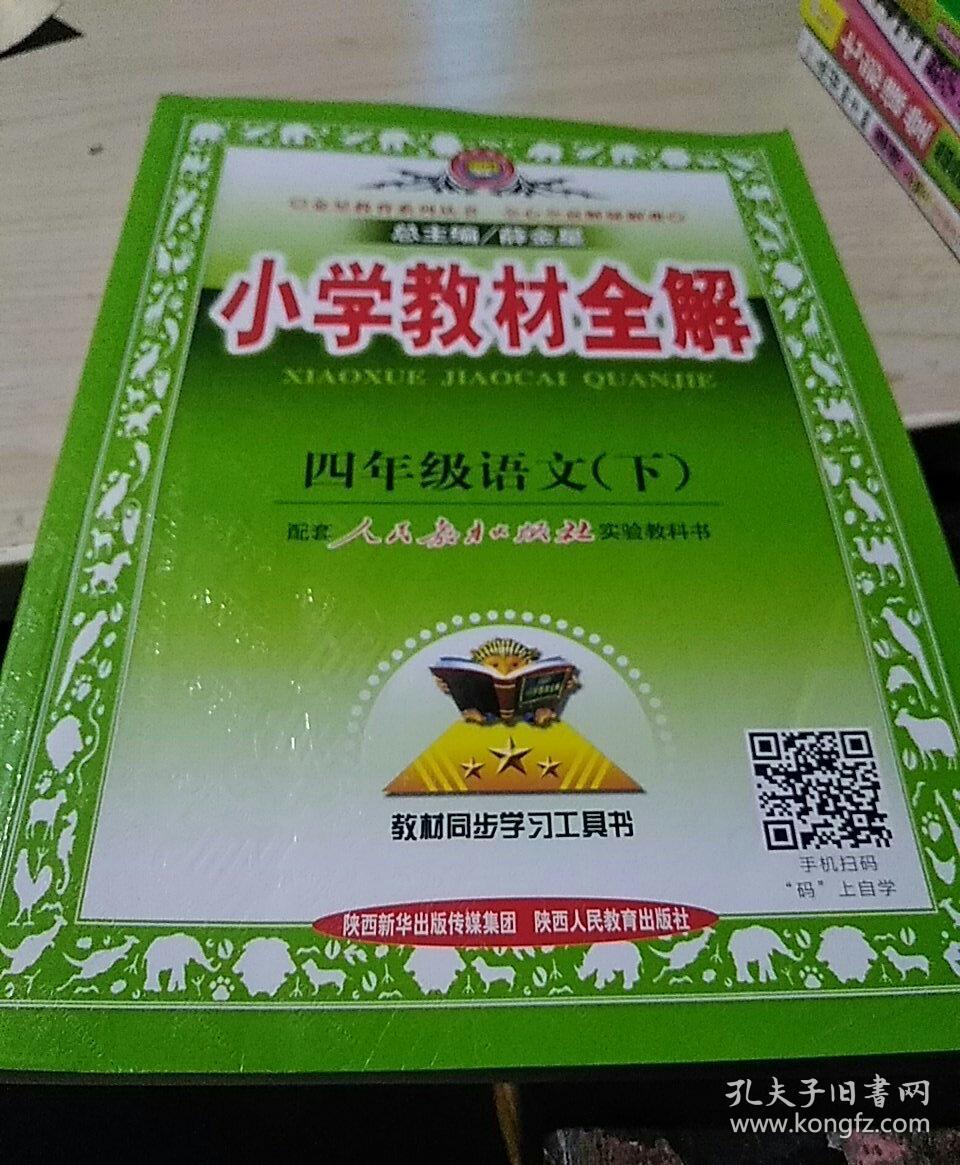 总主编/薛金星
小学教材全解
XIAOXUE JIAOCAI QUANJIE
四年级语文(下)
配套人民教育出版社实验教科书
教材同步学习工具书
手机扫码
“码”上自学
陕西新华出版传媒集团 陕西人民教育出版社
孔夫子旧书网
www.kongfz.com